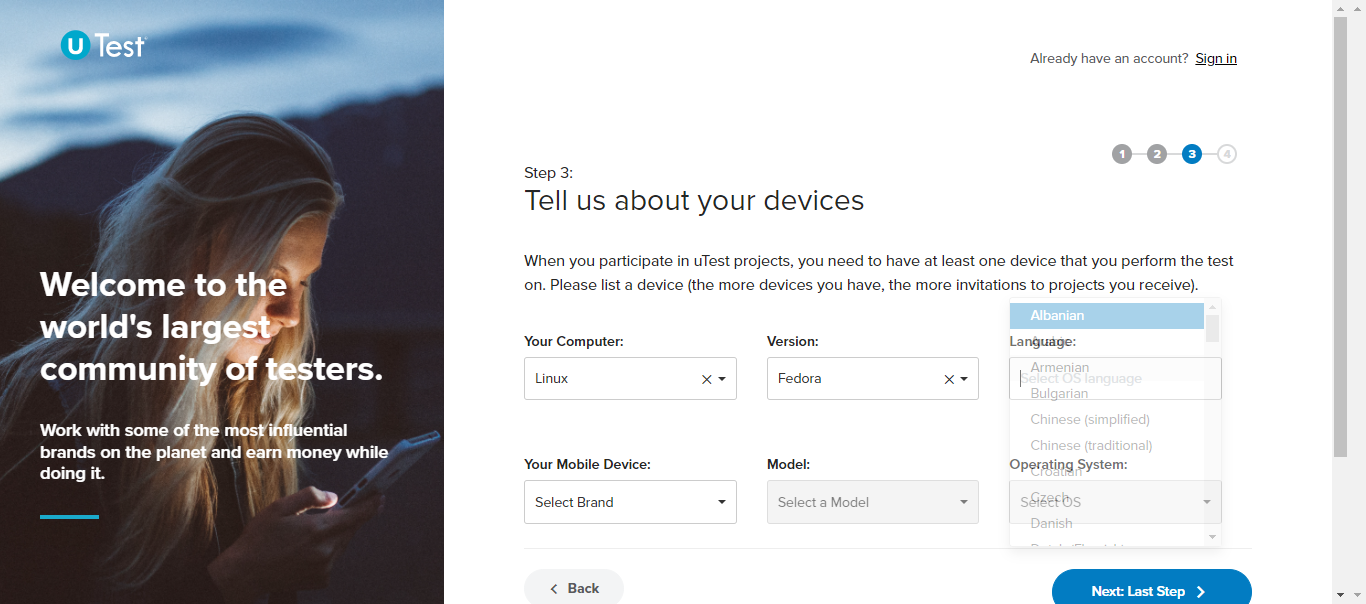 uTest
Already have an account? Sign in
1 2 3 4
Step 3:
Tell us about your devices
Welcome to the
world's largest
community of testers.
Work with some of the most influential
brands on the planet and earn money while
doing it.
When you participate in uTest projects, you need to have at least one device that you perform the test
on. Please list a device (the more devices you have, the more invitations to projects you receive).
Your Computer:
Linux
Version:
Fedora
Language:
Select OS language
Albanian
Armenian
Bulgarian
Chinese (simplified)
Chinese (traditional)
Croatian
Czech
Danish
Your Mobile Device:
Select Brand
Model:
Select a Model
Operating System:
Select OS
Back
Next: Last Step